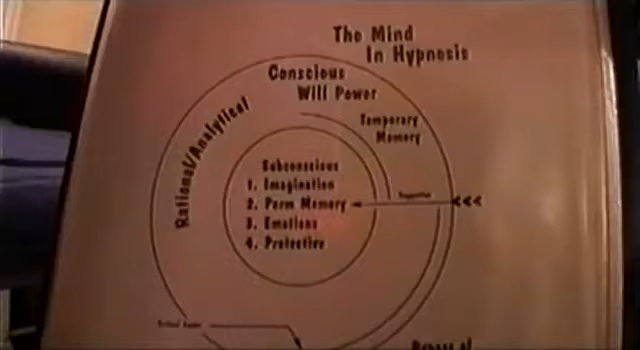 The Mind
In Hypnosis
Conscious
Will Power
Rational/Analytical
Temporary
Memory
Subconscious
1. Imagination
2. Perm Memory
3. Emotions
4. Protective
Suggestion